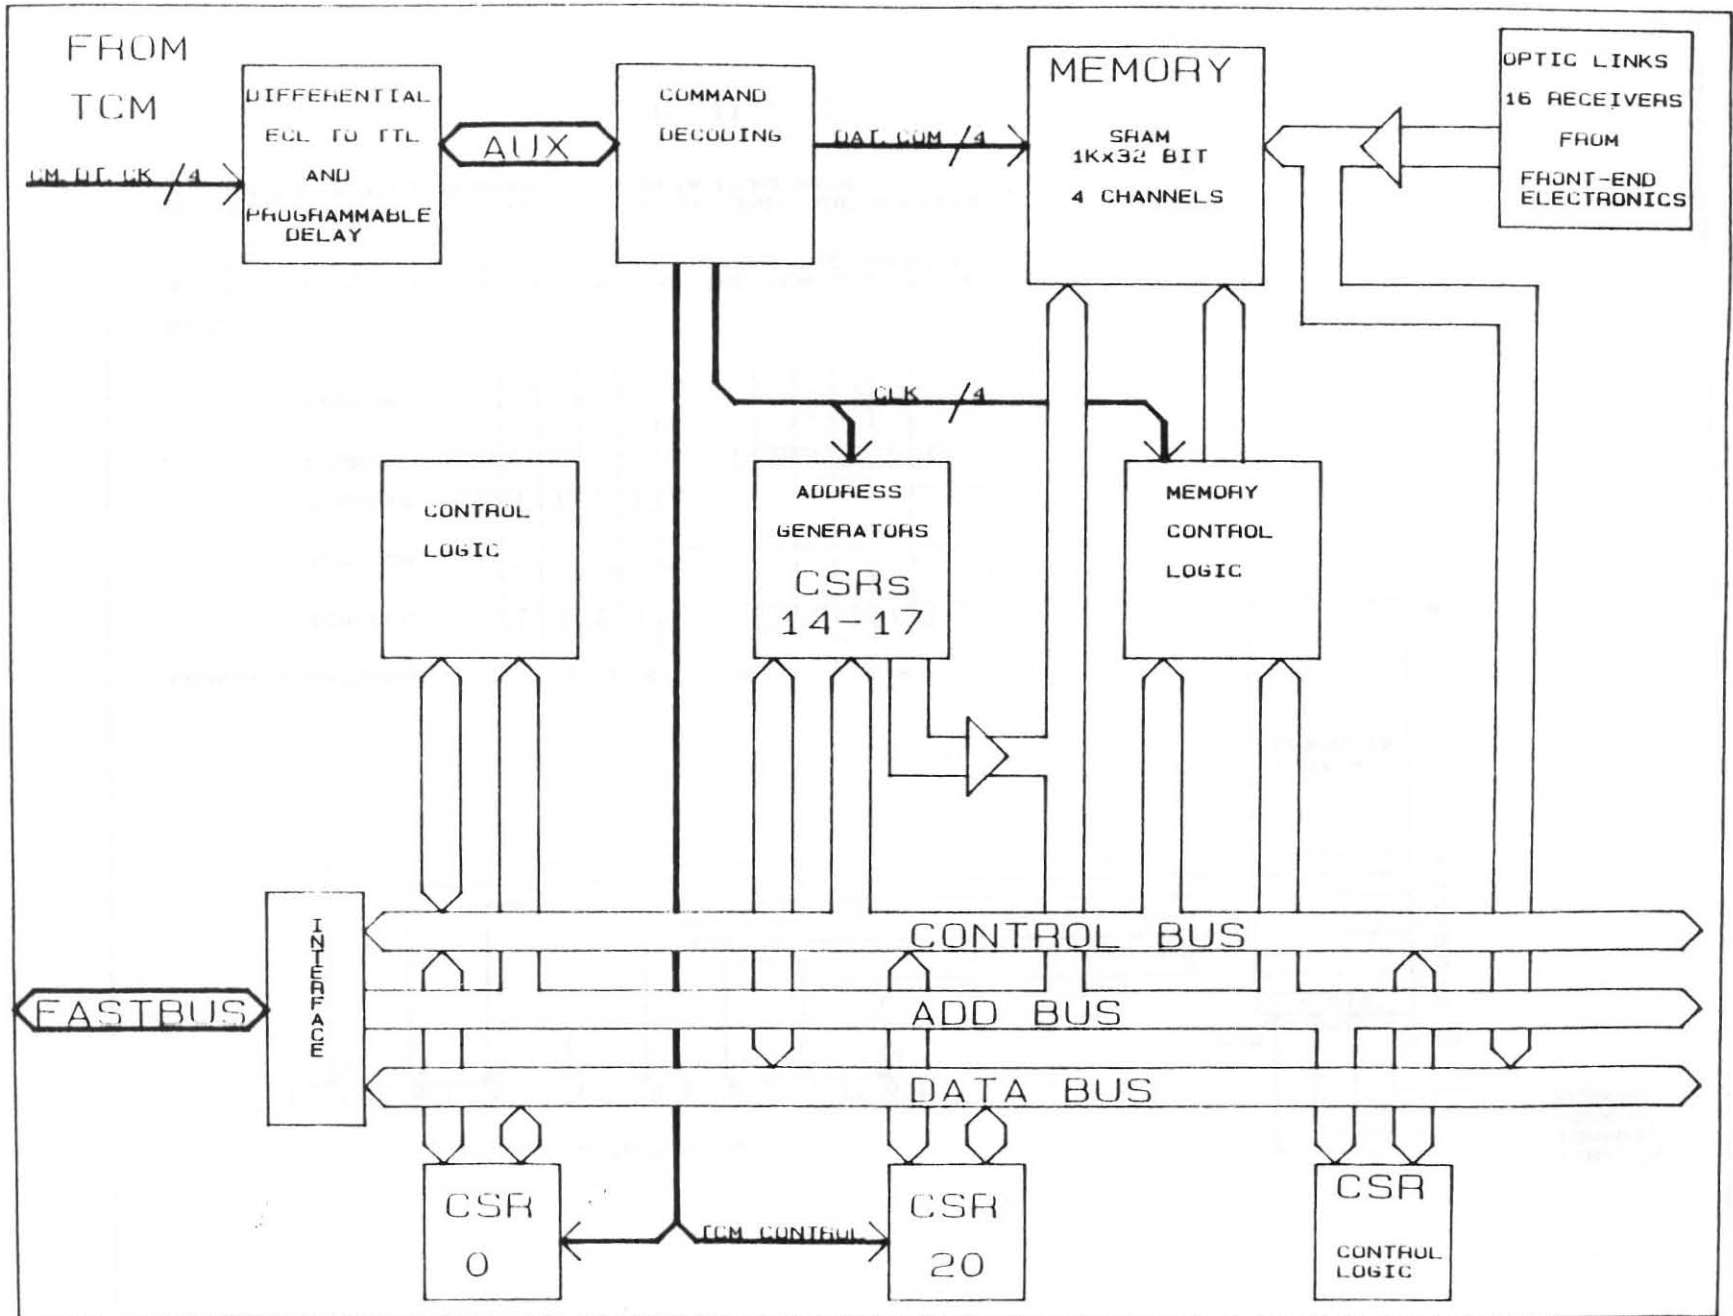 FROM
TCM
CM, DT, CK /4
DIFFERENTIAL
ECL TO TTL
AND
PROGRAMMABLE
DELAY
AUX
COMMAND
DECODING
DAT, COM /4
MEMORY
SRAM
1Kx32 BIT
4 CHANNELS
OPTIC LINKS
16 RECEIVERS
FROM
FRONT-END
ELECTRONICS
CLK /4
CONTROL
LOGIC
ADDRESS
GENERATORS
CSRs
14-17
MEMORY
CONTROL
LOGIC
INTERFACE
FASTBUS
CONTROL BUS
ADD BUS
DATA BUS
CSR
0
TCM CONTROL
CSR
20
CSR
CONTROL
LOGIC